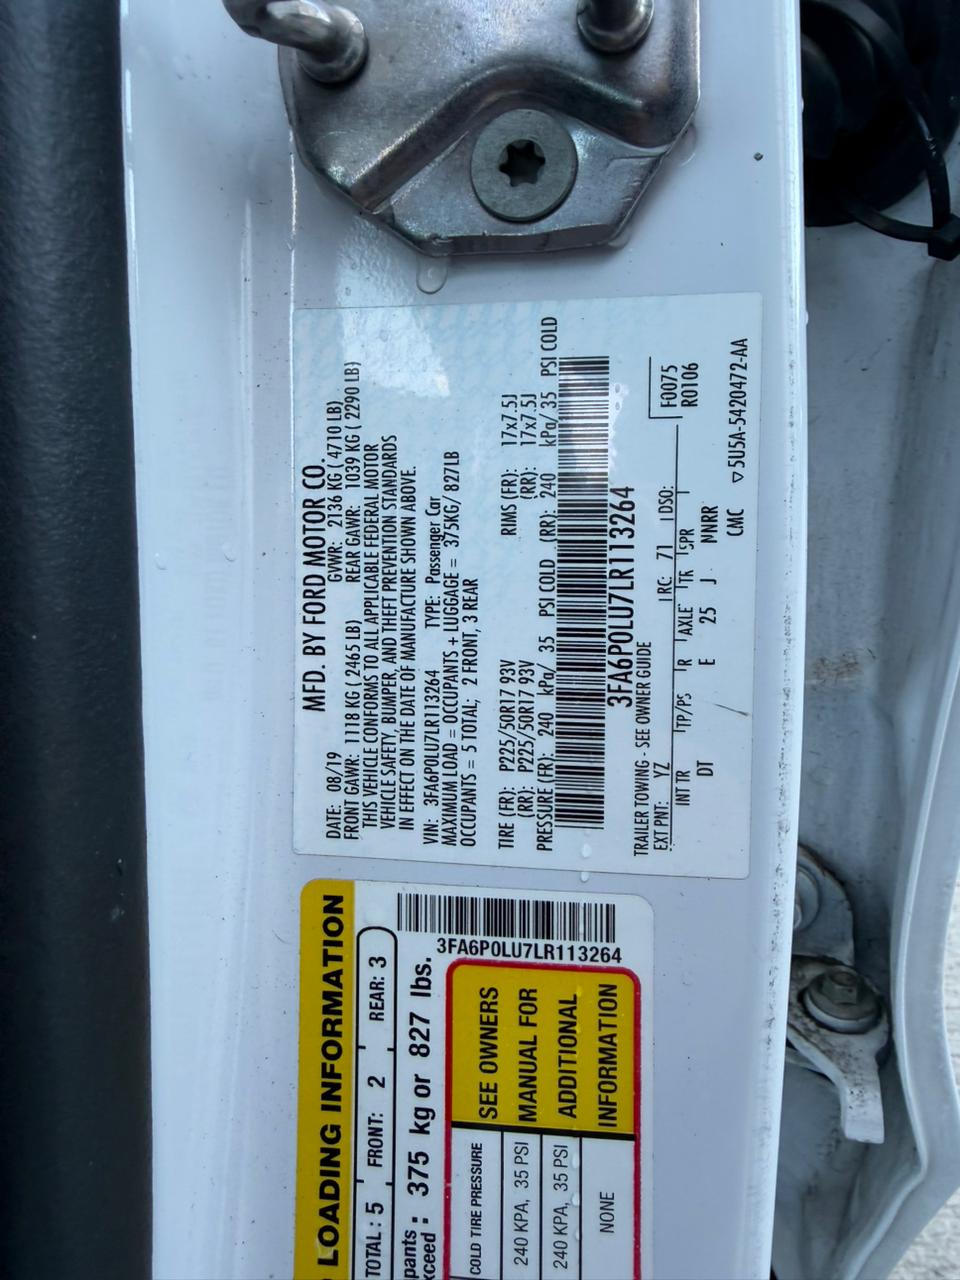 MFD. BY FORD MOTOR CO.
DATE: 08/19 GVWR: 2136 KG ( 4710 LB)
FRONT GAWR: 1118 KG ( 2465 LB) REAR GAWR: 1039 KG ( 2290 LB)
THIS VEHICLE CONFORMS TO ALL APPLICABLE FEDERAL MOTOR
VEHICLE SAFETY, BUMPER, AND THEFT PREVENTION STANDARDS
IN EFFECT ON THE DATE OF MANUFACTURE SHOWN ABOVE.
VIN: 3FA6P0LU7LR113264 TYPE: Passenger Car
MAXIMUM LOAD = OCCUPANTS + LUGGAGE = 375KG/ 827LB
OCCUPANTS = 5 TOTAL; 2 FRONT, 3 REAR
TIRE (FR): P225/50R17 93V RIMS (FR): 17x7.5J
(RR): P225/50R17 93V (RR): 17x7.5J
PRESSURE (FR): 240 kPa/ 35 PSI COLD (RR): 240 kPa/ 35 PSI COLD
3FA6P0LU7LR113264
TRAILER TOWING - SEE OWNER GUIDE
EXT PNT: YZ RC: 71 DSO: F0075
INT TR TP/PS R AXLE TR SPR R0106
DT E 25 J NNRR
CMC ▽5U5A-5420472-AA
LOADING INFORMATION
TOTAL : 5 FRONT: 2 REAR: 3
pants
xceed : 375 kg or 827 lbs.
3FA6P0LU7LR113264
COLD TIRE PRESSURE
240 KPA, 35 PSI
240 KPA, 35 PSI
NONE
SEE OWNERS
MANUAL FOR
ADDITIONAL
INFORMATION